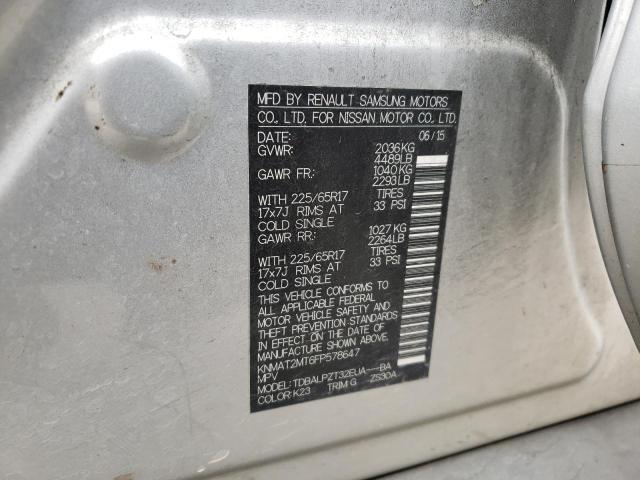 MFD BY RENAULT SAMSUNG MOTORS
CO., LTD. FOR NISSAN MOTOR CO., LTD.
DATE: 06/15
GVWR: 2036KG
4489LB
GAWR FR: 1040KG
2293LB
WITH 225/65R17 TIRES
17x7J RIMS AT 33 PSI
COLD SINGLE
GAWR RR: 1027KG
2264LB
WITH 225/65R17 TIRES
17x7J RIMS AT 33 PSI
COLD SINGLE
THIS VEHICLE CONFORMS TO
ALL APPLICABLE FEDERAL
MOTOR VEHICLE SAFETY AND
THEFT PREVENTION STANDARDS
IN EFFECT ON THE DATE OF
MANUFACTURE SHOWN ABOVE.
KNMAT2MT6FP578647
MPV
MODEL: TDBALPZT32EUA---BA
COLOR:K23 TRIM G ZS30A